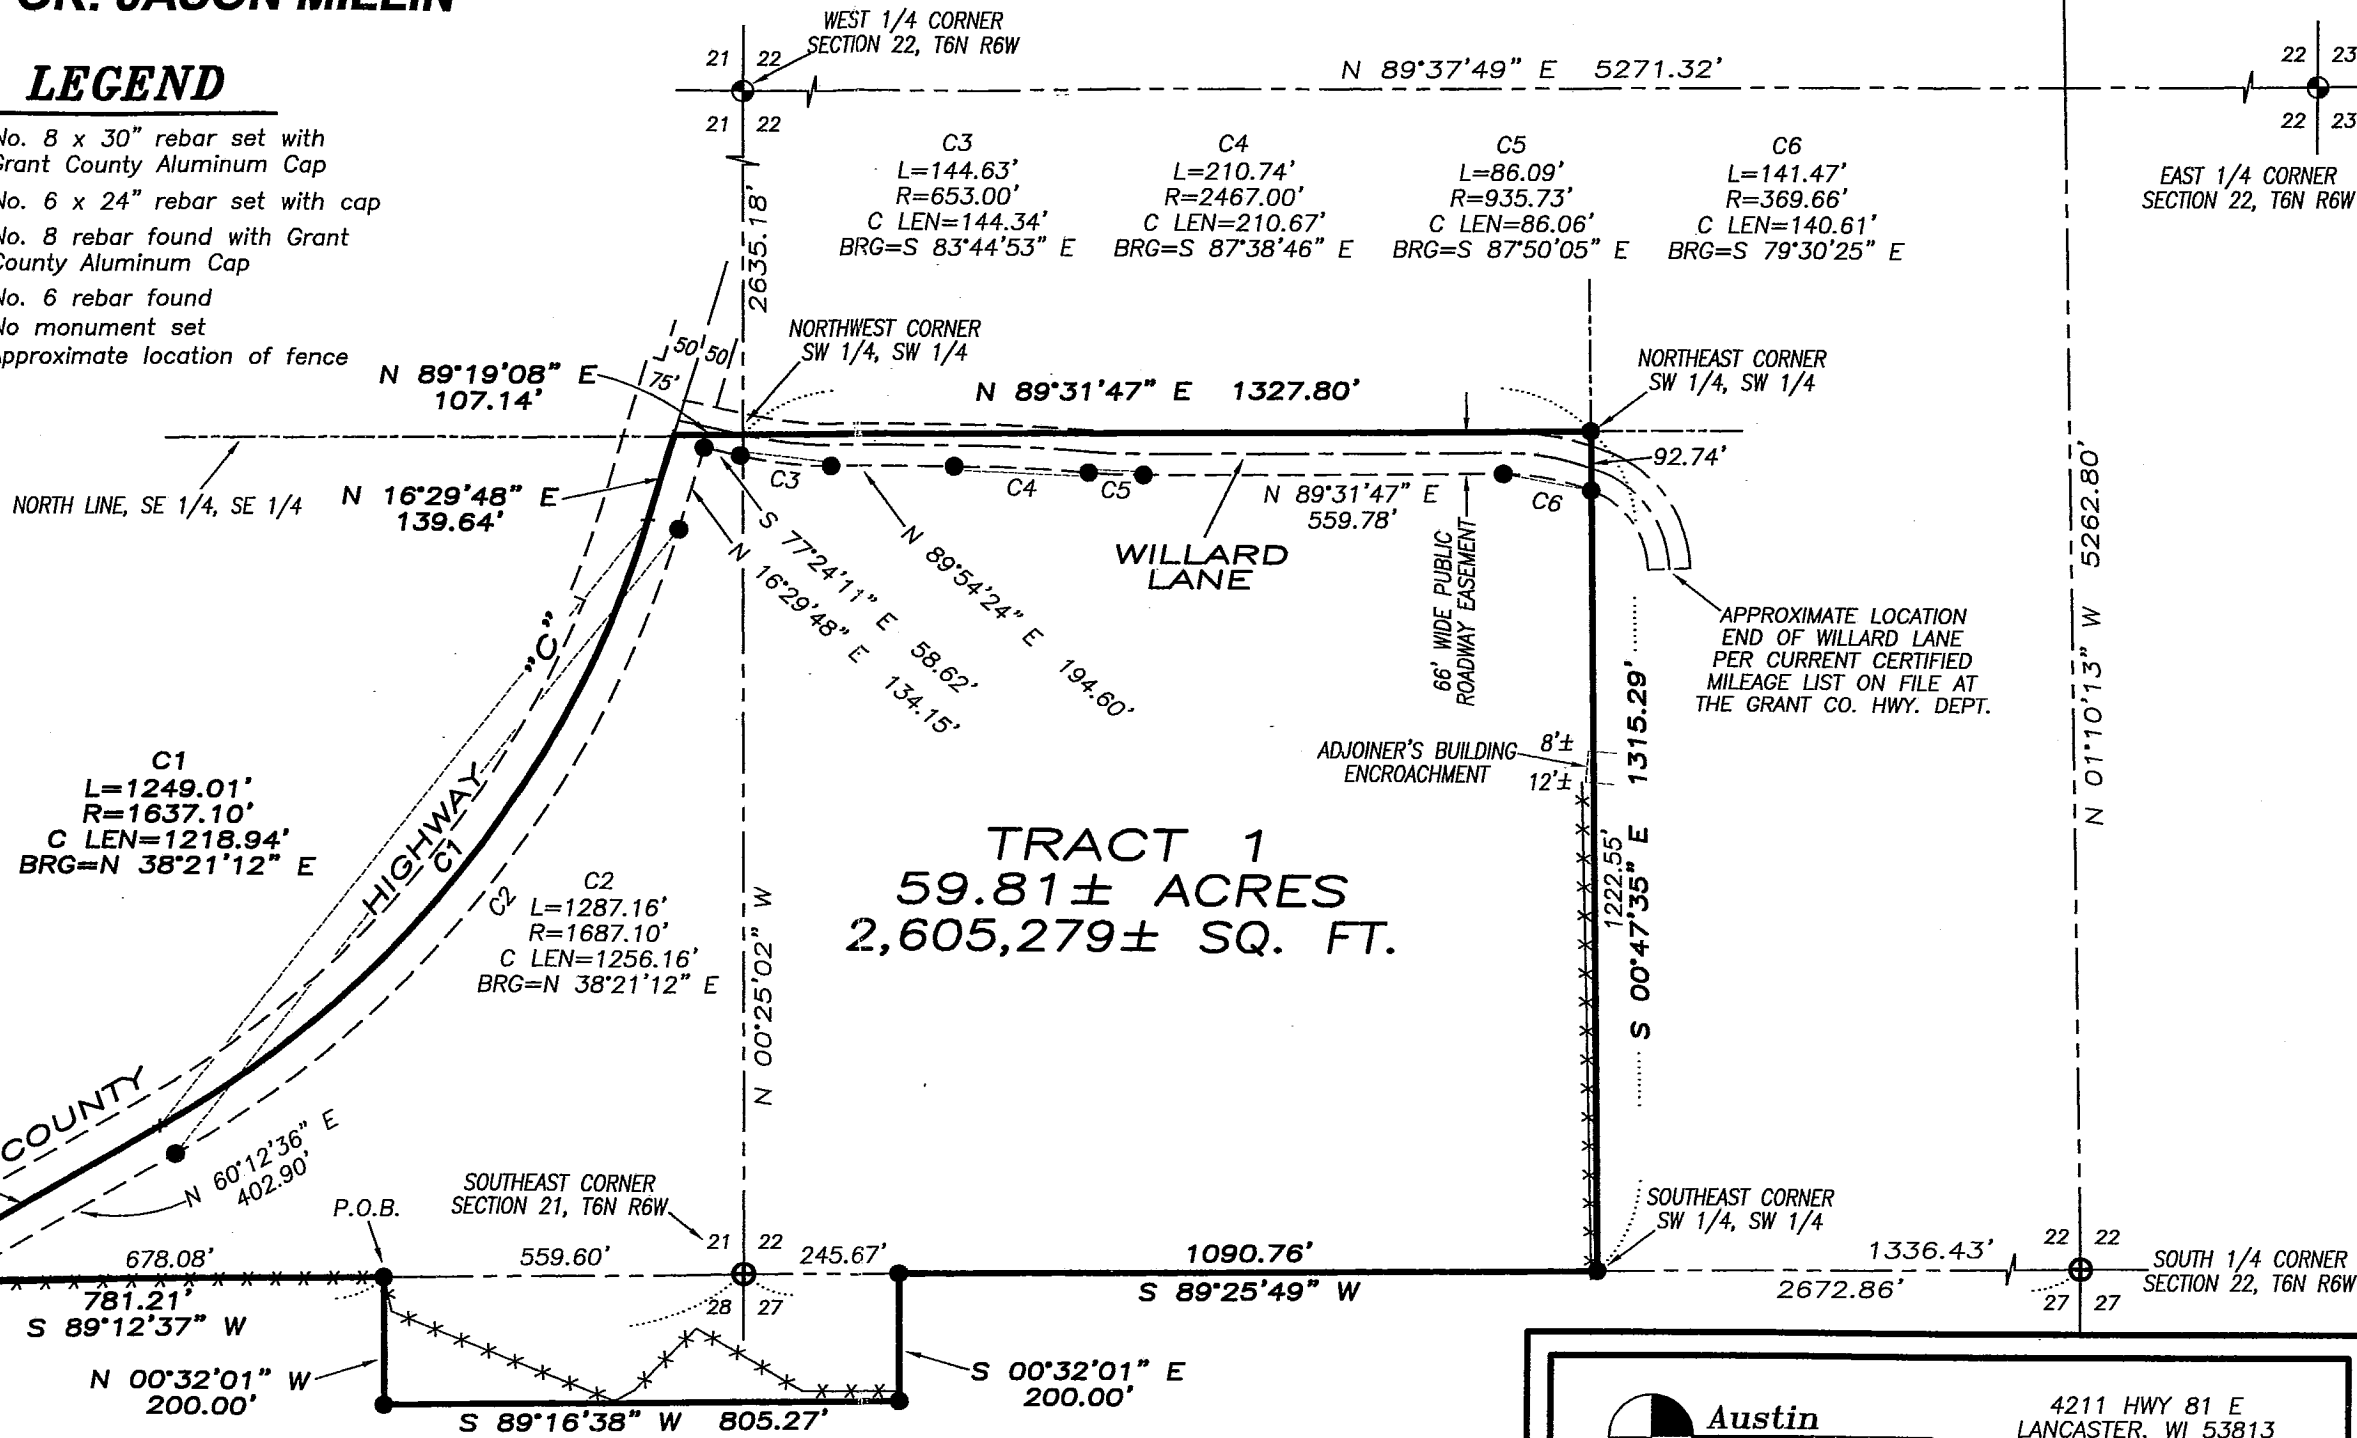 LEGEND
No. 8 x 30" rebar set with
Grant County Aluminum Cap
No. 6 x 24" rebar set with cap
No. 8 rebar found with Grant
County Aluminum Cap
No. 6 rebar found
No monument set
Approximate location of fence
WEST 1/4 CORNER
SECTION 22, T6N R6W
21 22
21 22
N 89°37'49" E 5271.32'
22 23
22 23
EAST 1/4 CORNER
SECTION 22, T6N R6W
C3
L=144.63'
R=653.00'
C LEN=144.34'
BRG=S 83°44'53" E
C4
L=210.74'
R=2467.00'
C LEN=210.67'
BRG=S 87°38'46" E
C5
L=86.09'
R=935.73'
C LEN=86.06'
BRG=S 87°50'05" E
C6
L=141.47'
R=369.66'
C LEN=140.61'
BRG=S 79°30'25" E
2635.18'
NORTHWEST CORNER
SW 1/4, SW 1/4
50' 50'
75'
N 89°19'08" E
107.14'
N 89°31'47" E 1327.80'
NORTHEAST CORNER
SW 1/4, SW 1/4
92.74'
NORTH LINE, SE 1/4, SE 1/4
N 16°29'48" E
139.64'
C3
C4
C5
C6
N 89°31'47" E
559.78'
S 77°24'11" E 58.62'
N 16°29'48" E 134.15'
N 89°54'24" E 194.60'
WILLARD
LANE
66' WIDE PUBLIC
ROADWAY EASEMENT
APPROXIMATE LOCATION
END OF WILLARD LANE
PER CURRENT CERTIFIED
MILEAGE LIST ON FILE AT
THE GRANT CO. HWY. DEPT.
N 01°10'13" W 5262.80'
ADJOINER'S BUILDING
ENCROACHMENT
8'±
12'±
1222.55'
S 00°47'35" E 1315.29'
C1
L=1249.01'
R=1637.10'
C LEN=1218.94'
BRG=N 38°21'12" E
COUNTY
HIGHWAY
"C"
C1
C2
C2
L=1287.16'
R=1687.10'
C LEN=1256.16'
BRG=N 38°21'12" E
N 00°25'02" W
TRACT 1
59.81± ACRES
2,605,279± SQ. FT.
N 60°12'36" E
402.90'
P.O.B.
SOUTHEAST CORNER
SECTION 21, T6N R6W
21 22
28 27
678.08'
781.21'
S 89°12'37" W
559.60'
245.67'
1090.76'
S 89°25'49" W
SOUTHEAST CORNER
SW 1/4, SW 1/4
1336.43'
2672.86'
22 22
27 27
SOUTH 1/4 CORNER
SECTION 22, T6N R6W
N 00°32'01" W
200.00'
S 89°16'38" W 805.27'
S 00°32'01" E
200.00'
Austin
4211 HWY 81 E
LANCASTER, WI 53813